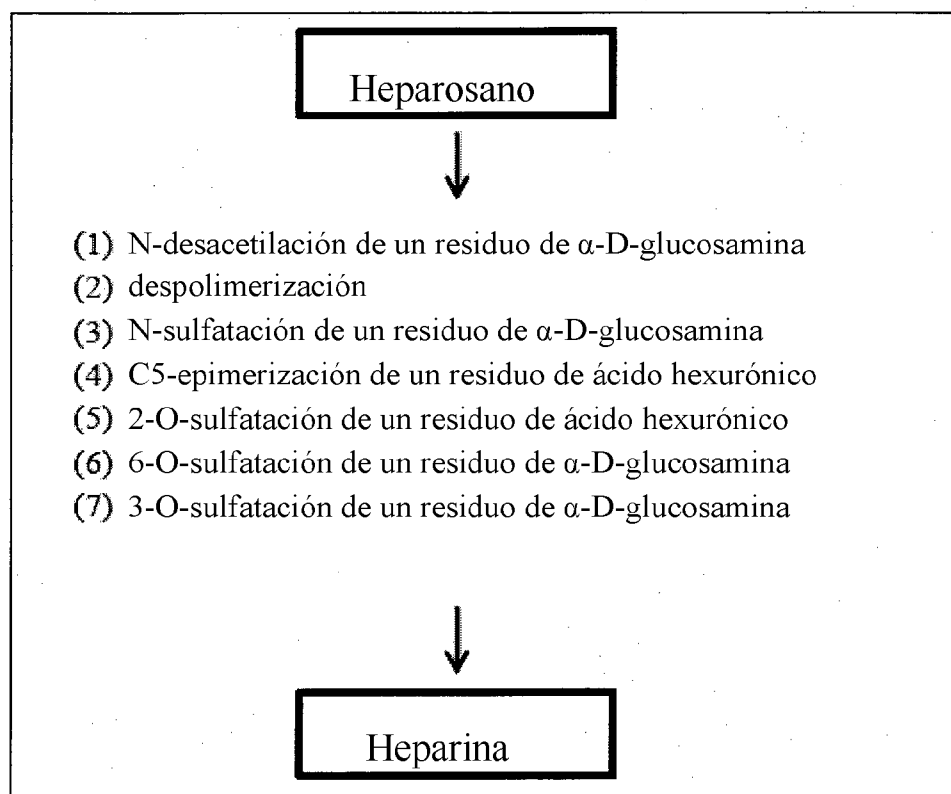 Heparosano
(1) N-desacetilación de un residuo de α-D-glucosamina
(2) despolimerización
(3) N-sulfatación de un residuo de α-D-glucosamina
(4) C5-epimerización de un residuo de ácido hexurónico
(5) 2-O-sulfatación de un residuo de ácido hexurónico
(6) 6-O-sulfatación de un residuo de α-D-glucosamina
(7) 3-O-sulfatación de un residuo de α-D-glucosamina
Heparina